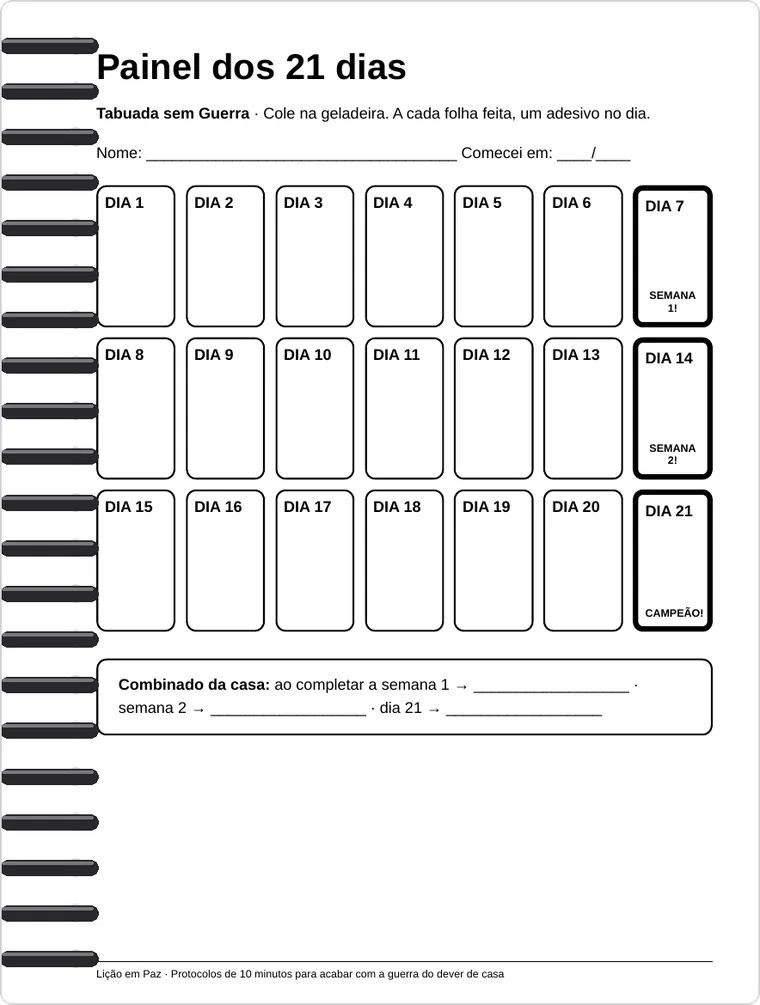 Painel dos 21 dias
Tabuada sem Guerra · Cole na geladeira. A cada folha feita, um adesivo no dia.
Nome: ____________________________________ Comecei em: ____/____
DIA 1 DIA 2 DIA 3 DIA 4 DIA 5 DIA 6 DIA 7
SEMANA
1!
DIA 8 DIA 9 DIA 10 DIA 11 DIA 12 DIA 13 DIA 14
SEMANA
2!
DIA 15 DIA 16 DIA 17 DIA 18 DIA 19 DIA 20 DIA 21
CAMPEÃO!
Combinado da casa: ao completar a semana 1 → __________________ ·
semana 2 → __________________ · dia 21 → __________________
Lição em Paz · Protocolos de 10 minutos para acabar com a guerra do dever de casa